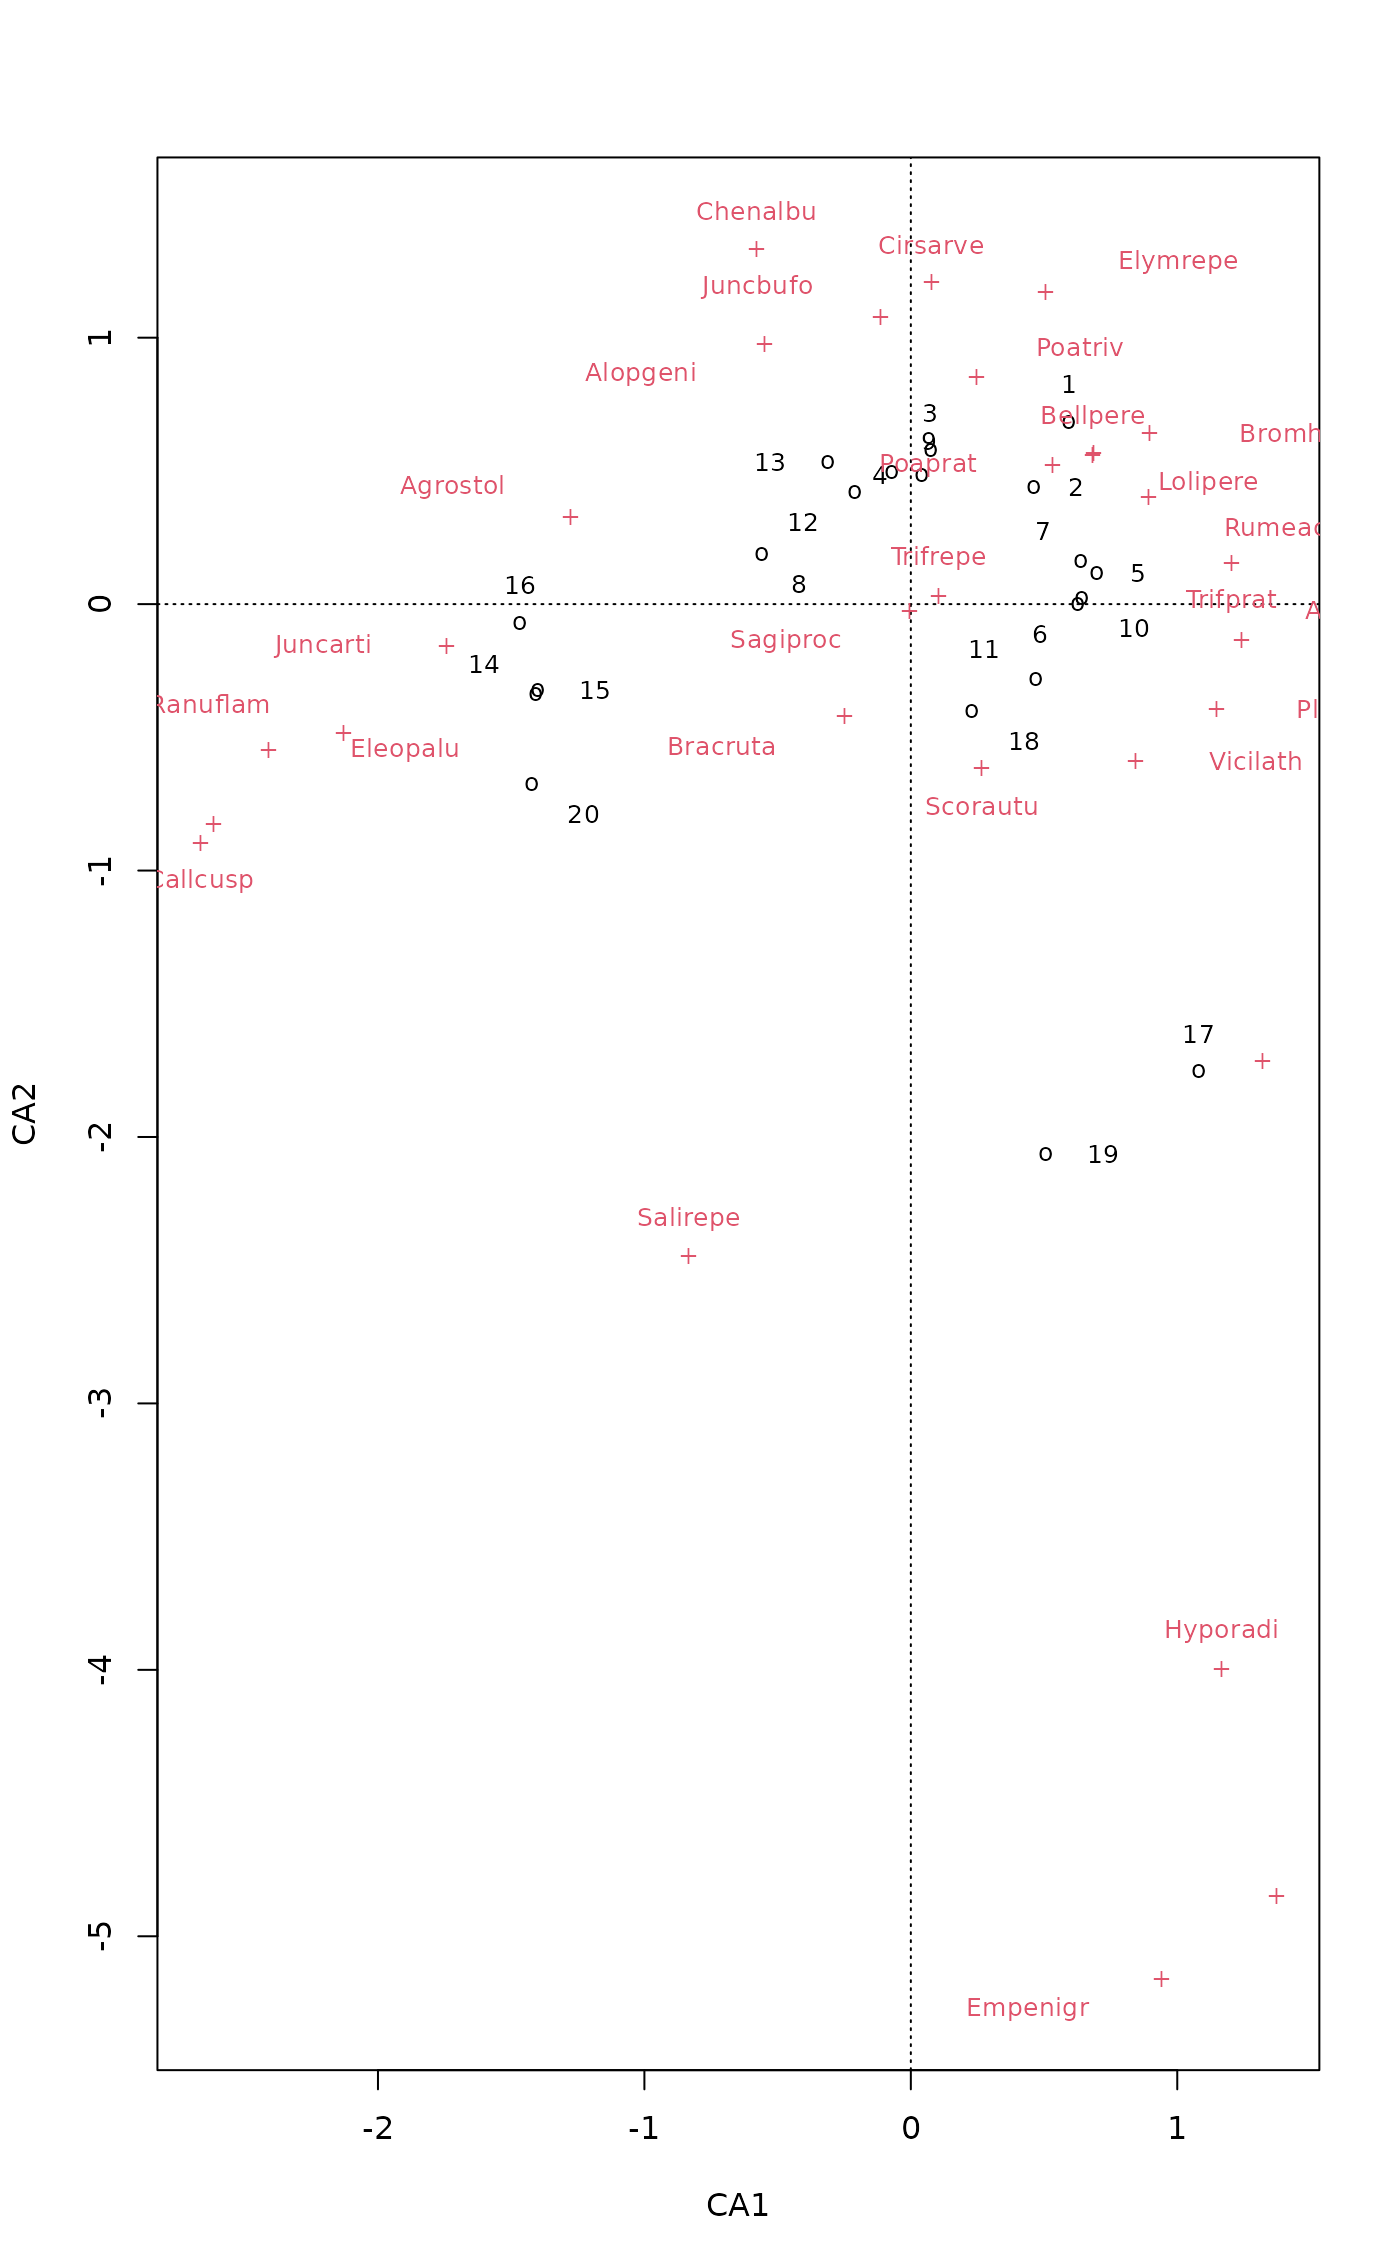 Chenalbu
Cirsarve
Elymrepe
Juncbufo
Poatriv
Alopgeni
1
3
Bellpere
Bromh
9
13
Poaprat
4
Lolipere
Agrostol
2
12
7
Rumeac
Trifrepe
16
8
5
Trifprat
A
10
6
Sagiproc
Juncarti
11
14
15
Ranuflam
Pl
18
Bracruta
Eleopalu
Vicilath
Scorautu
20
Callcusp
17
19
Salirepe
Hyporadi
Empenigr
1
0
-1
-2
-3
-4
-5
CA2
-2
-1
0
1
CA1